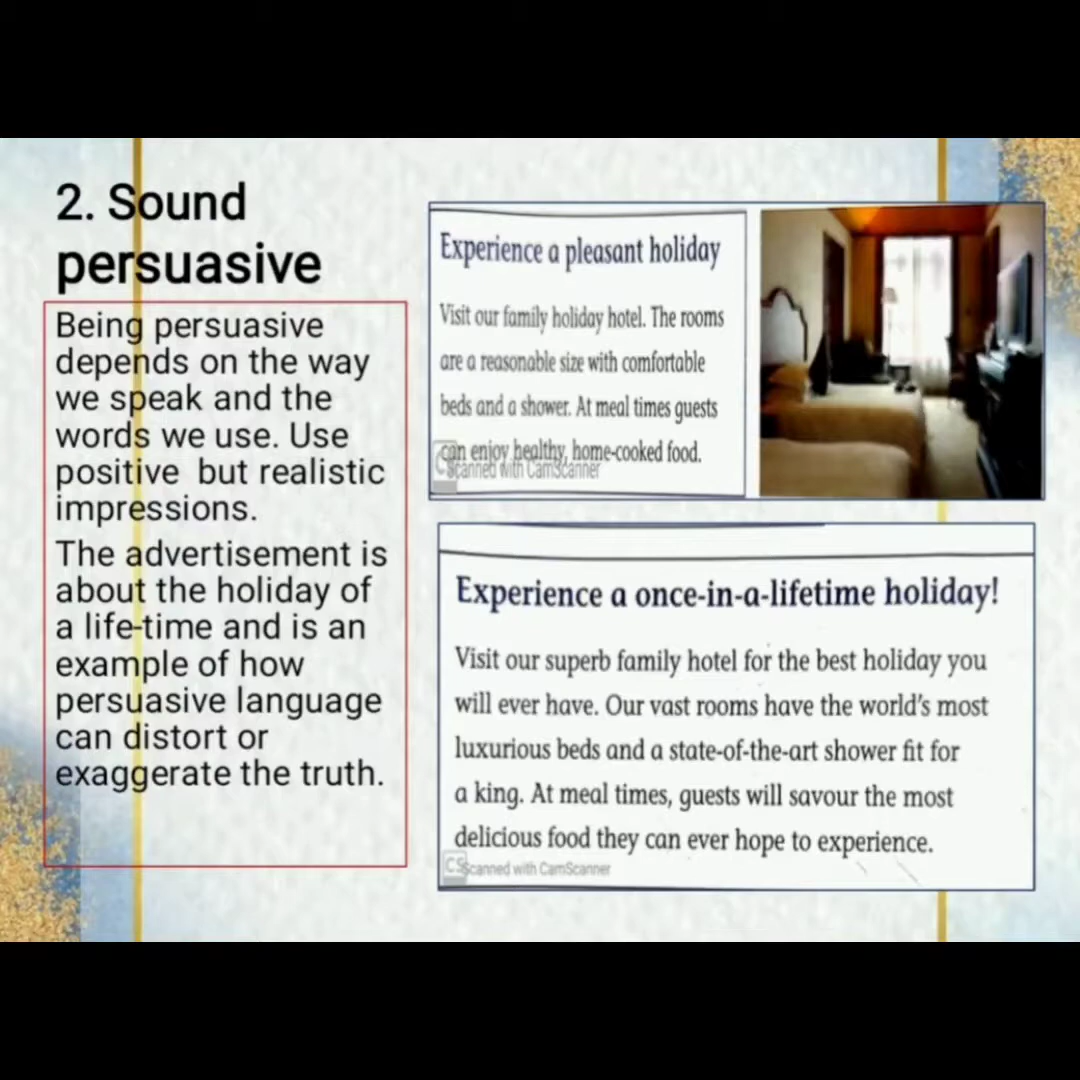 2. Sound
persuasive
Being persuasive
depends on the way
we speak and the
words we use. Use
positive but realistic
impressions.
The advertisement is
about the holiday of
a life-time and is an
example of how
persuasive language
can distort or
exaggerate the truth.
Experience a pleasant holiday
Visit our family holiday hotel. The rooms
are a reasonable size with comfortable
beds and a shower. At meal times guests
can enjoy healthy, home-cooked food.
CS Scanned with CamScanner
Experience a once-in-a-lifetime holiday!
Visit our superb family hotel for the best holiday you
will ever have. Our vast rooms have the world's most
luxurious beds and a state-of-the-art shower fit for
a king. At meal times, guests will savour the most
delicious food they can ever hope to experience.
CS Scanned with CamScanner